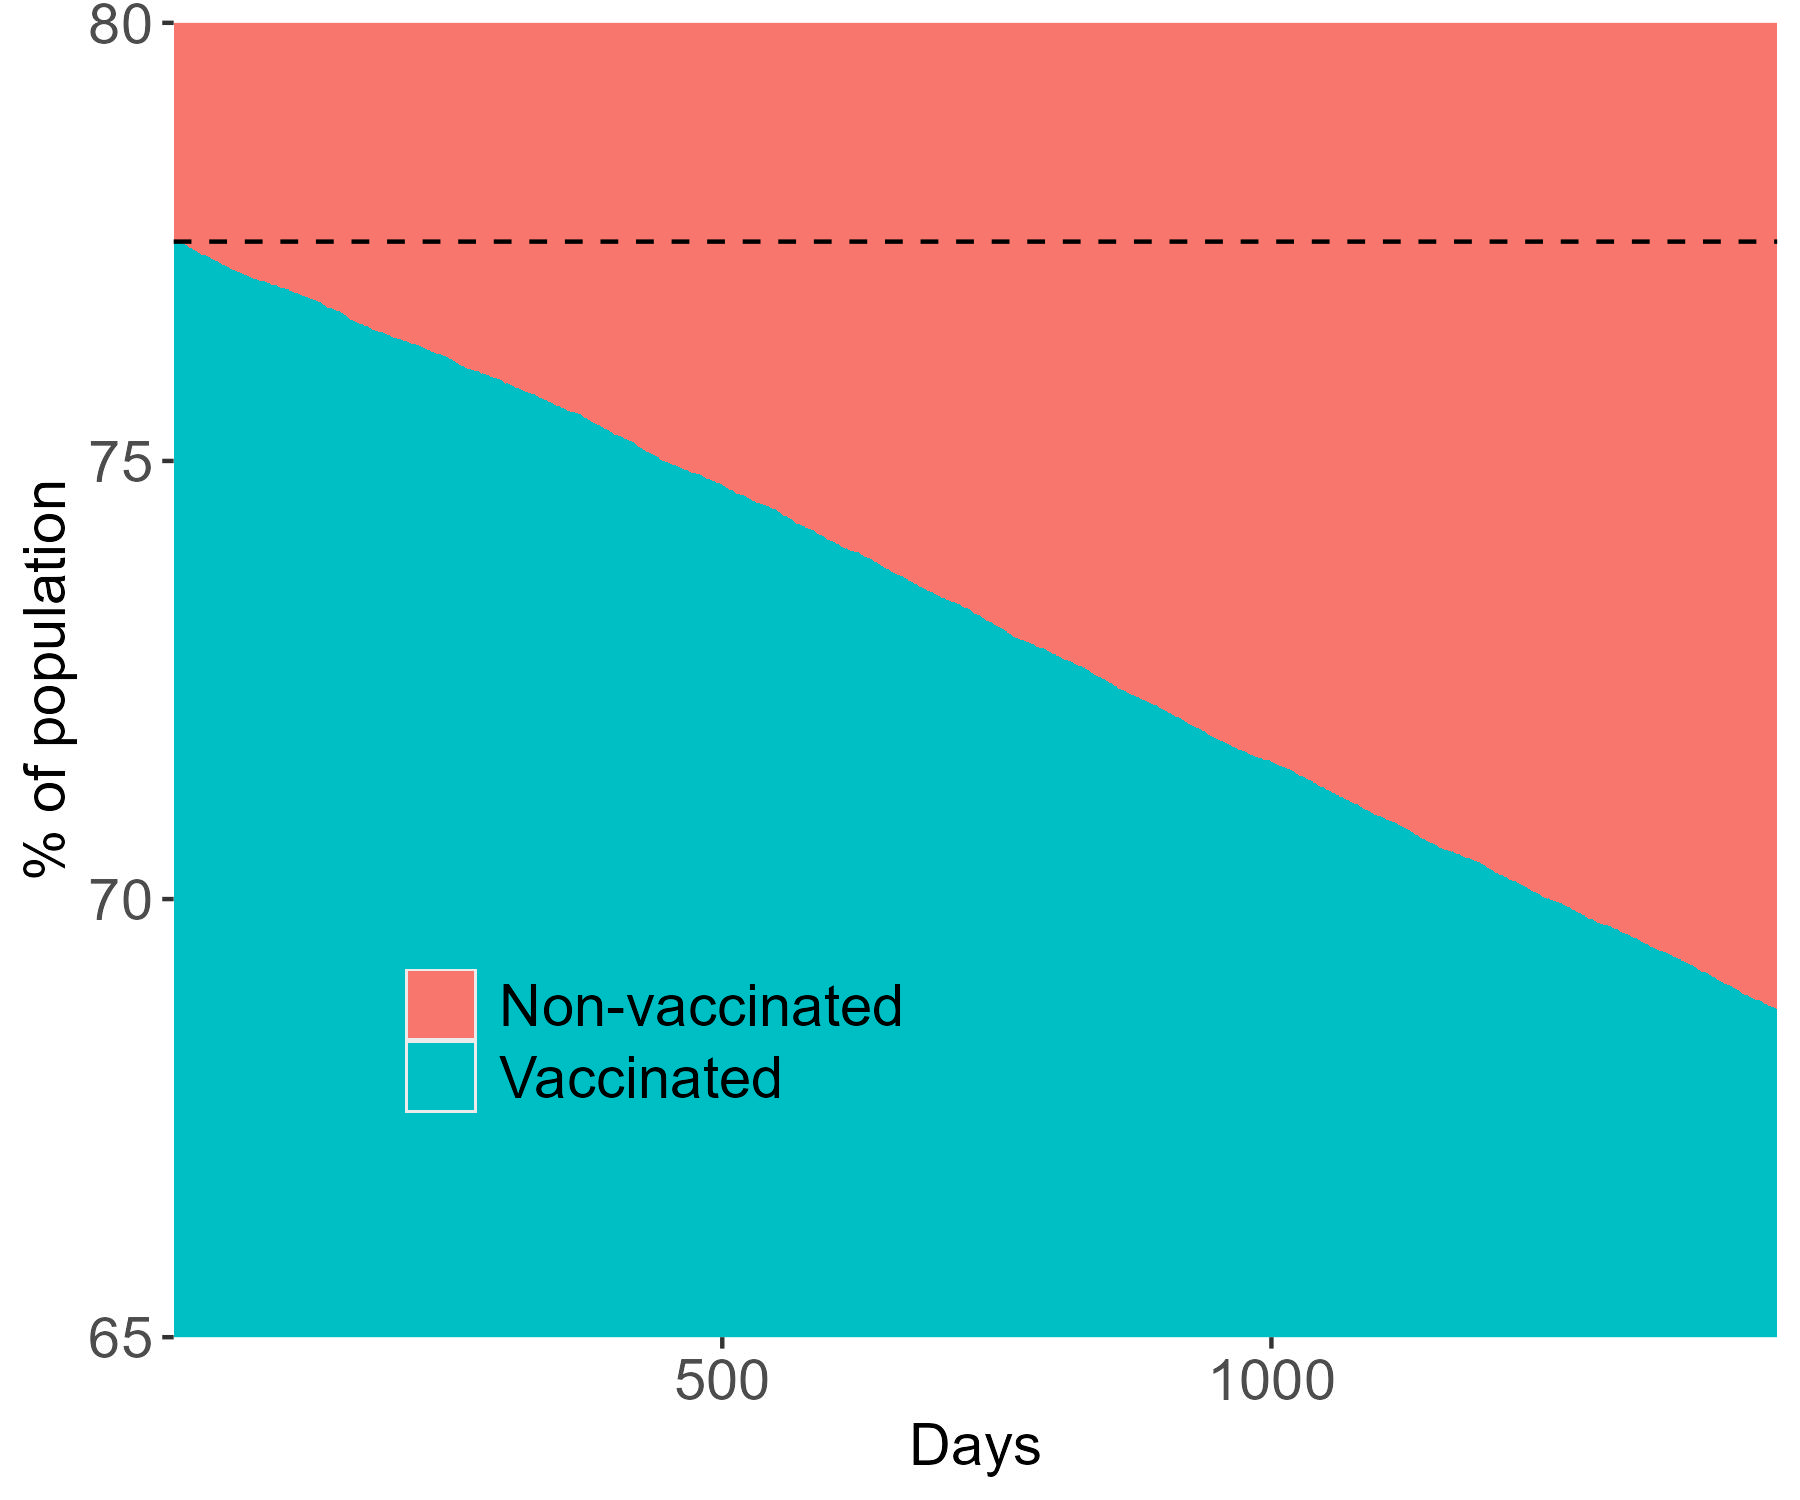 80
75
70
65
% of population
Non-vaccinated
Vaccinated
500
1000
Days